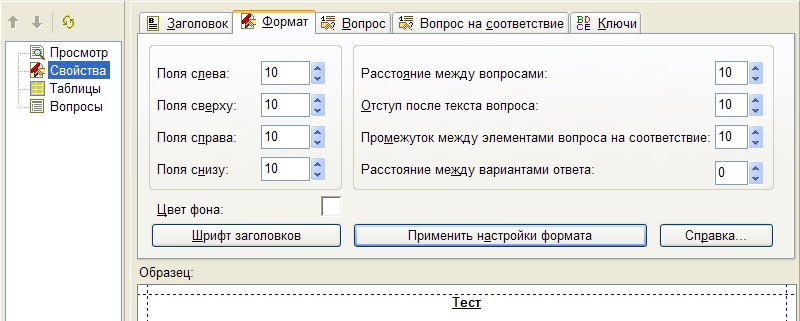 Просмотр
Свойства
Таблицы
Вопросы
Заголовок Формат Вопрос Вопрос на соответствие Ключи
Поля слева: 10 Расстояние между вопросами: 10
Поля сверху: 10 Отступ после текста вопроса: 10
Поля справа: 10 Промежуток между элементами вопроса на соответствие: 10
Поля снизу: 10 Расстояние между вариантами ответа: 0
Цвет фона:
Шрифт заголовков Применить настройки формата Справка...
Образец:
Тест